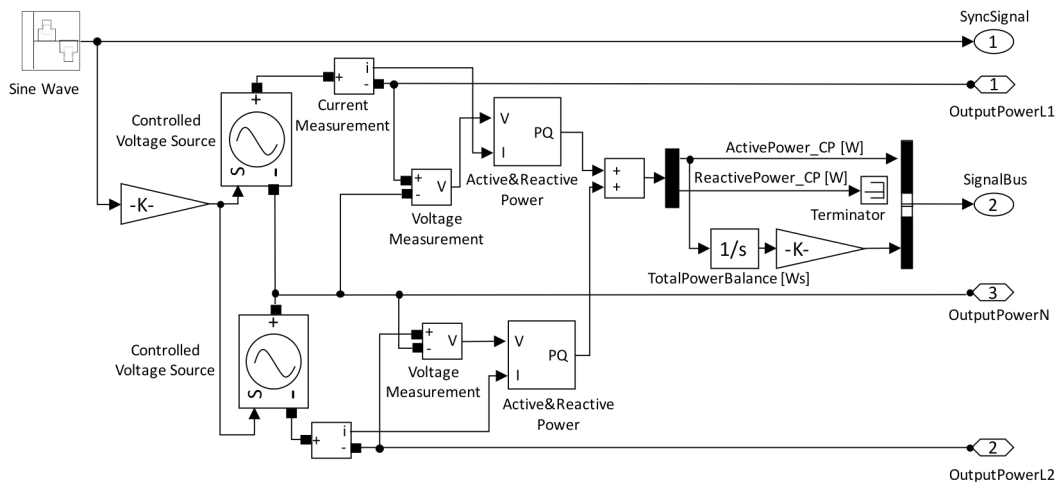 SyncSignal
1
Sine Wave
i
+
-
1
OutputPowerL1
Current
Measurement
Controlled
Voltage Source
+
S
-
V
I
PQ
Active&Reactive
Power
+
-
V
Voltage
Measurement
+
+
ActivePower_CP [W]
ReactivePower_CP [W]
Terminator
SignalBus
2
-K-
1/s
-K-
TotalPowerBalance [Ws]
3
OutputPowerN
Controlled
Voltage Source
+
S
-
+
-
V
Voltage
Measurement
V
I
PQ
Active&Reactive
Power
i
+
-
2
OutputPowerL2